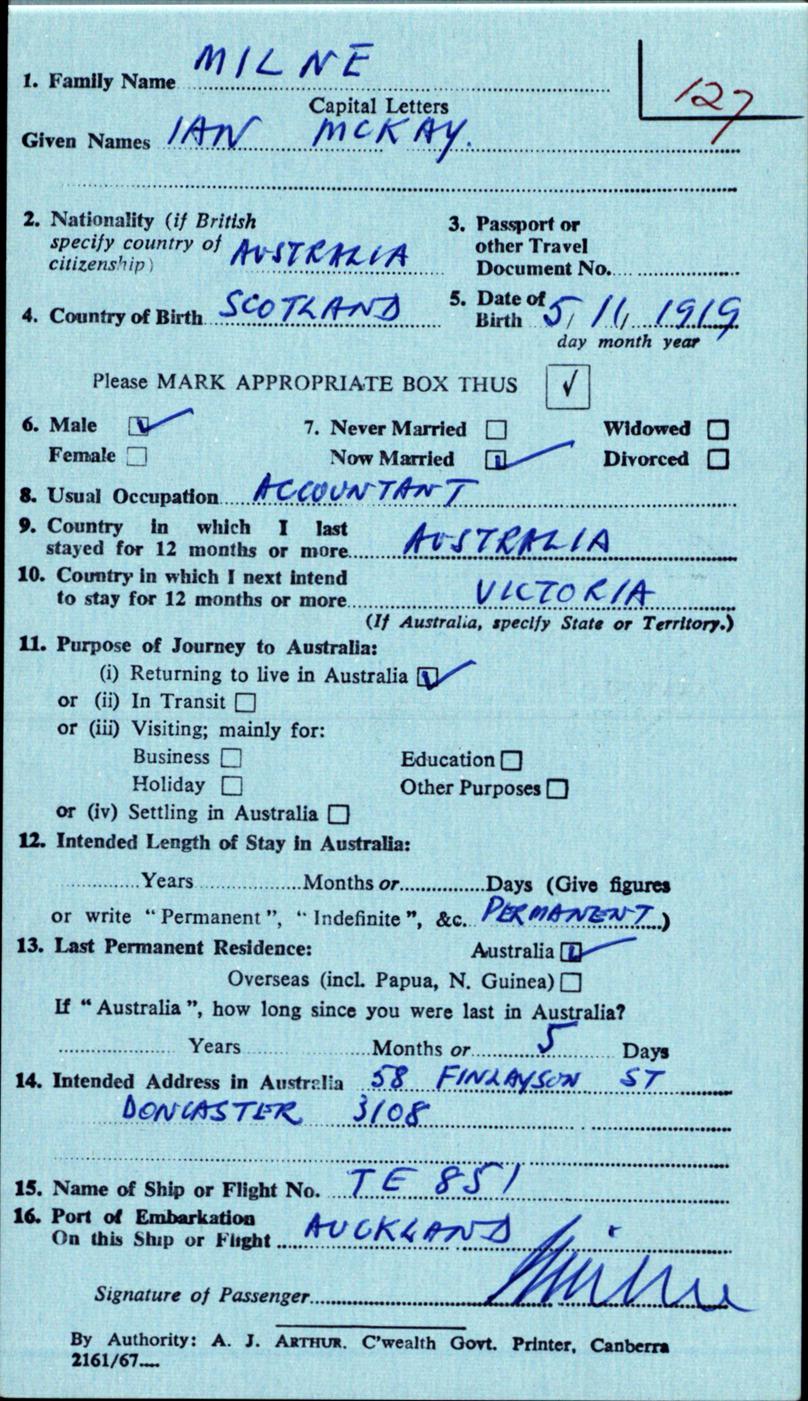 1. Family Name MILNE
127
Capital Letters
Given Names IAN MCKAY.
2. Nationality (if British specify country of citizenship) AUSTRALIA
3. Passport or other Travel Document No.
4. Country of Birth SCOTLAND
5. Date of Birth 5/ 11/ 1919
day month year
Please MARK APPROPRIATE BOX THUS ✓
6. Male ✓
Female
7. Never Married
Now Married ✓
Widowed
Divorced
8. Usual Occupation ACCOUNTANT
9. Country in which I last
stayed for 12 months or more AUSTRALIA
10. Country in which I next intend
to stay for 12 months or more VICTORIA
(If Australia, specify State or Territory.)
11. Purpose of Journey to Australia:
(i) Returning to live in Australia ✓
or (ii) In Transit
or (iii) Visiting; mainly for:
Business Education
Holiday Other Purposes
or (iv) Settling in Australia
12. Intended Length of Stay in Australia:
Years Months or Days (Give figures
or write "Permanent", "Indefinite", &c. PERMANENT)
13. Last Permanent Residence: Australia ✓
Overseas (incl. Papua, N. Guinea)
If "Australia", how long since you were last in Australia?
Years Months or 5 Days
14. Intended Address in Australia 58 FINLAYSON ST
DONCASTER 3108
15. Name of Ship or Flight No. TE 851
16. Port of Embarkation
On this Ship or Flight AUCKLAND
Signature of Passenger Milne
By Authority: A. J. ARTHUR. C'wealth Govt. Printer, Canberra
2161/67